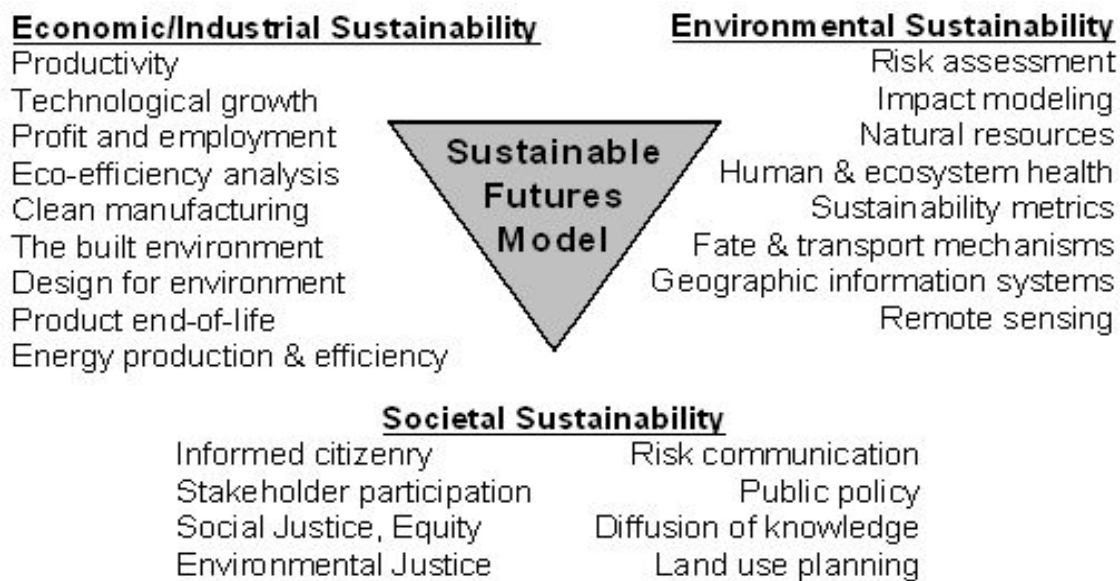 Economic/Industrial Sustainability
Productivity
Technological growth
Profit and employment
Eco-efficiency analysis
Clean manufacturing
The built environment
Design for environment
Product end-of-life
Energy production & efficiency
Sustainable
Futures
Model
Environmental Sustainability
Risk assessment
Impact modeling
Natural resources
Human & ecosystem health
Sustainability metrics
Fate & transport mechanisms
Geographic information systems
Remote sensing
Societal Sustainability
Informed citizenry
Stakeholder participation
Social Justice, Equity
Environmental Justice
Risk communication
Public policy
Diffusion of knowledge
Land use planning